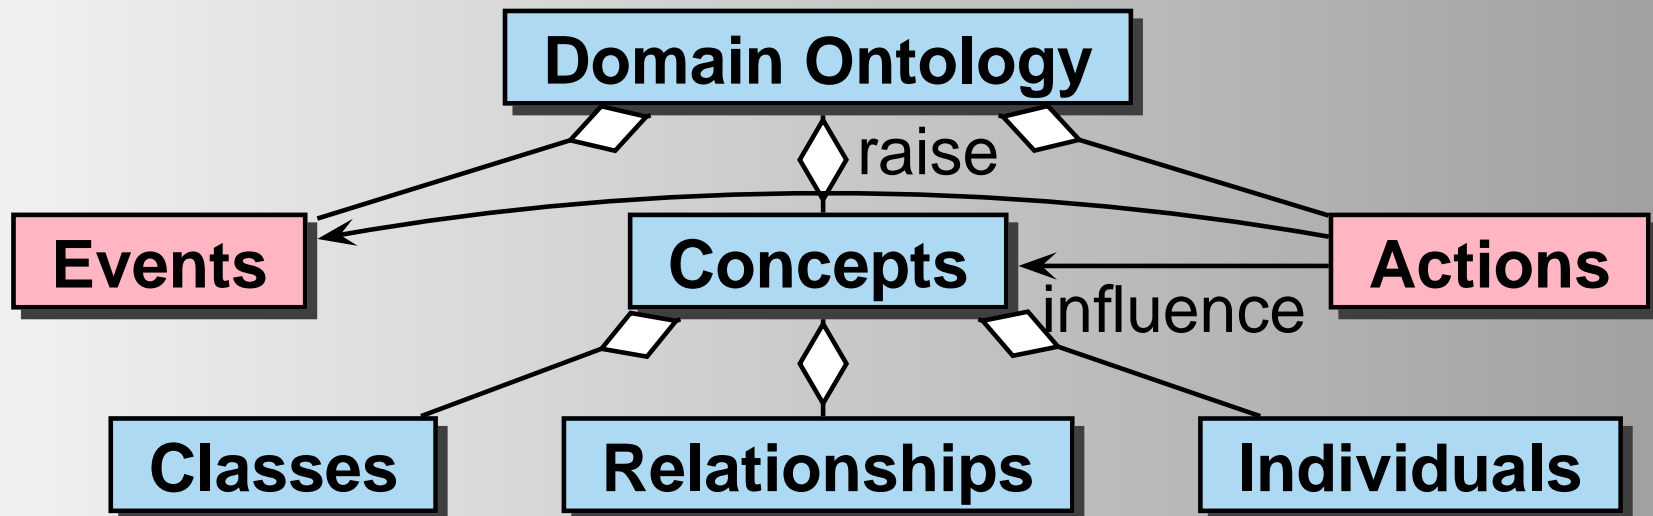 Domain Ontology
raise
Events
Concepts
Actions
influence
Classes
Relationships
Individuals